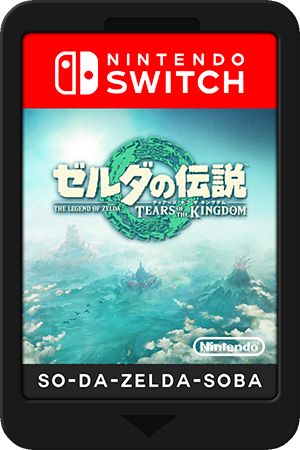 NINTENDO
SWITCH
ゼルダの伝説
ティアーズ オブ ザ キングダム
THE LEGEND OF ZELDA
TEARS OF THE KINGDOM
Nintendo
SO-DA-ZELDA-SOBA